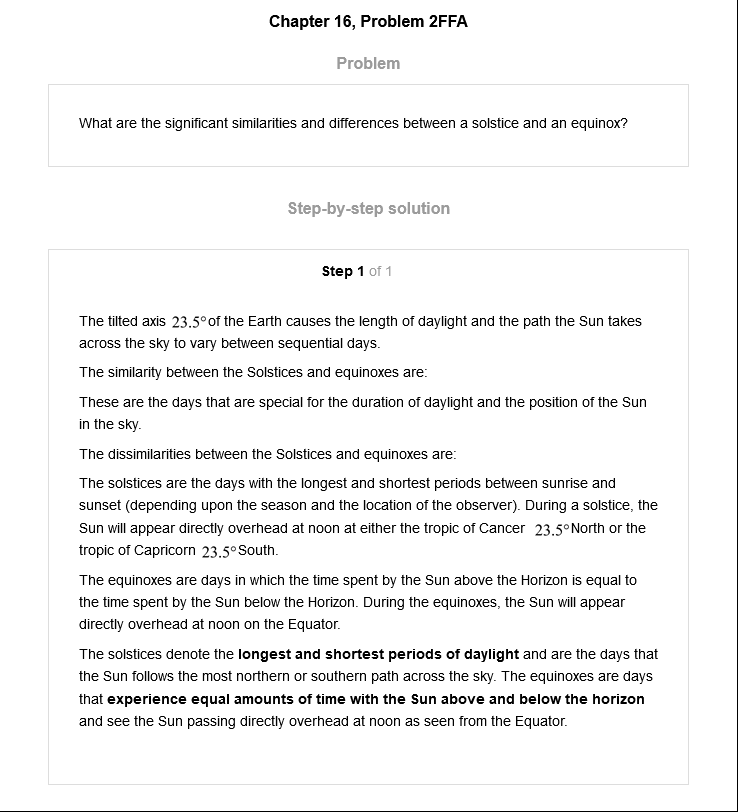 Chapter 16, Problem 2FFA
Problem
What are the significant similarities and differences between a solstice and an equinox?
Step-by-step solution
Step 1 of 1
The tilted axis 23.5° of the Earth causes the length of daylight and the path the Sun takes
across the sky to vary between sequential days.
The similarity between the Solstices and equinoxes are:
These are the days that are special for the duration of daylight and the position of the Sun
in the sky.
The dissimilarities between the Solstices and equinoxes are:
The solstices are the days with the longest and shortest periods between sunrise and
sunset (depending upon the season and the location of the observer). During a solstice, the
Sun will appear directly overhead at noon at either the tropic of Cancer 23.5° North or the
tropic of Capricorn 23.5° South.
The equinoxes are days in which the time spent by the Sun above the Horizon is equal to
the time spent by the Sun below the Horizon. During the equinoxes, the Sun will appear
directly overhead at noon on the Equator.
The solstices denote the longest and shortest periods of daylight and are the days that
the Sun follows the most northern or southern path across the sky. The equinoxes are days
that experience equal amounts of time with the Sun above and below the horizon
and see the Sun passing directly overhead at noon as seen from the Equator.